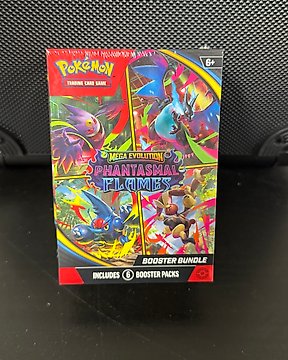 POKÉMON
TRADING CARD GAME
6+
MEGA EVOLUTION
PHANTASMAL
FLAMES
BOOSTER BUNDLE
INCLUDES 6 BOOSTER PACKS